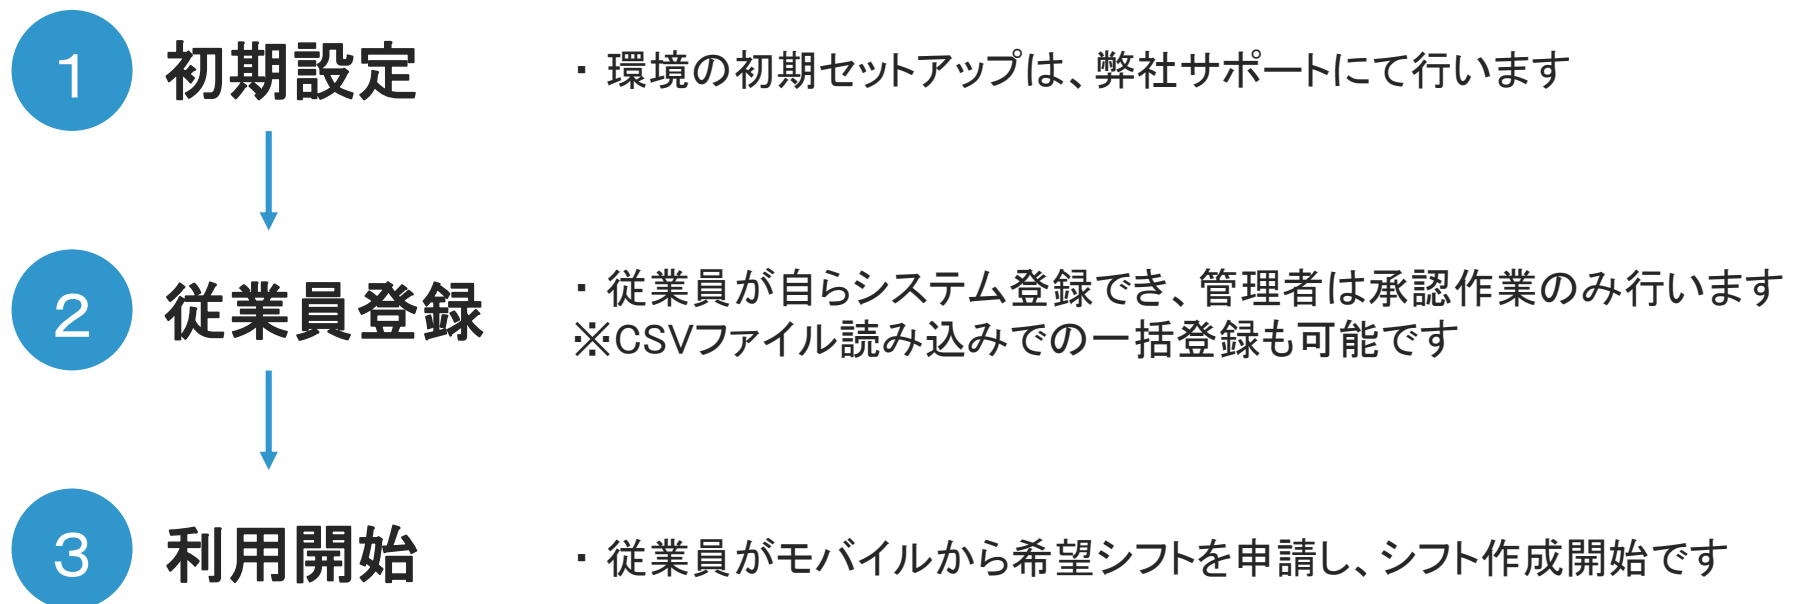 1 初期設定 ・環境の初期セットアップは、弊社サポートにて行います
2 従業員登録 ・従業員が自らシステム登録でき、管理者は承認作業のみ行います
※CSVファイル読み込みでの一括登録も可能です
3 利用開始 ・従業員がモバイルから希望シフトを申請し、シフト作成開始です